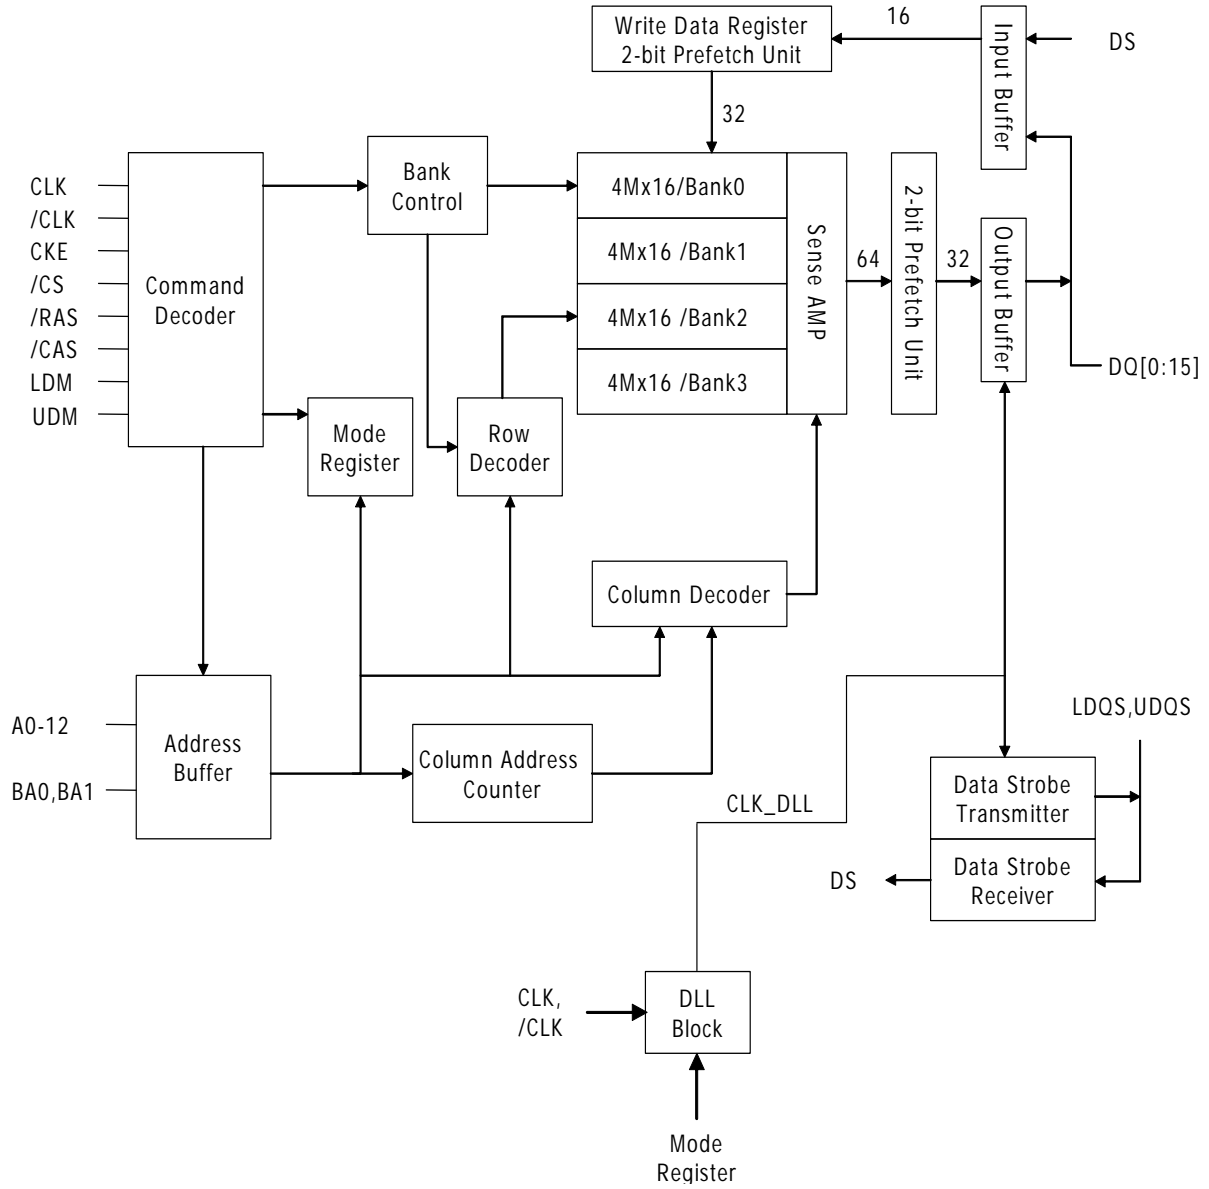 Write Data Register
2-bit Prefetch Unit
16
Input Buffer
DS
32
Bank
Control
4Mx16/Bank0
4Mx16 /Bank1
4Mx16 /Bank2
4Mx16 /Bank3
Sense AMP
64
2-bit Prefetch Unit
32
Output Buffer
DQ[0:15]
CLK
/CLK
CKE
/CS
/RAS
/CAS
LDM
UDM
Command
Decoder
Mode
Register
Row
Decoder
Column Decoder
A0-12
BA0,BA1
Address
Buffer
Column Address
Counter
LDQS,UDQS
CLK_DLL
Data Strobe
Transmitter
Data Strobe
Receiver
DS
CLK,
/CLK
DLL
Block
Mode
Register